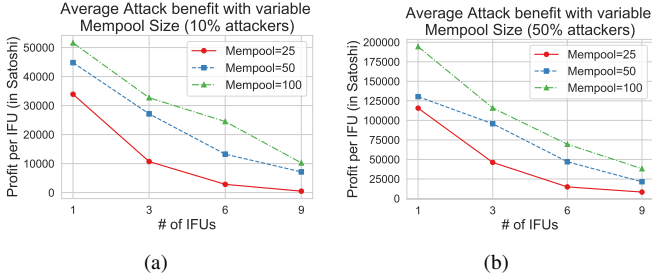 Average Attack benefit with variable
Mempool Size (10% attackers)
Profit per IFU (in Satoshi)
50000
40000
30000
20000
10000
0
Mempool=25
Mempool=50
Mempool=100
1 3 6 9
# of IFUs
(a)
Average Attack benefit with variable
Mempool Size (50% attackers)
Profit per IFU (in Satoshi)
200000
175000
150000
125000
100000
75000
50000
25000
0
Mempool=25
Mempool=50
Mempool=100
1 3 6 9
# of IFUs
(b)